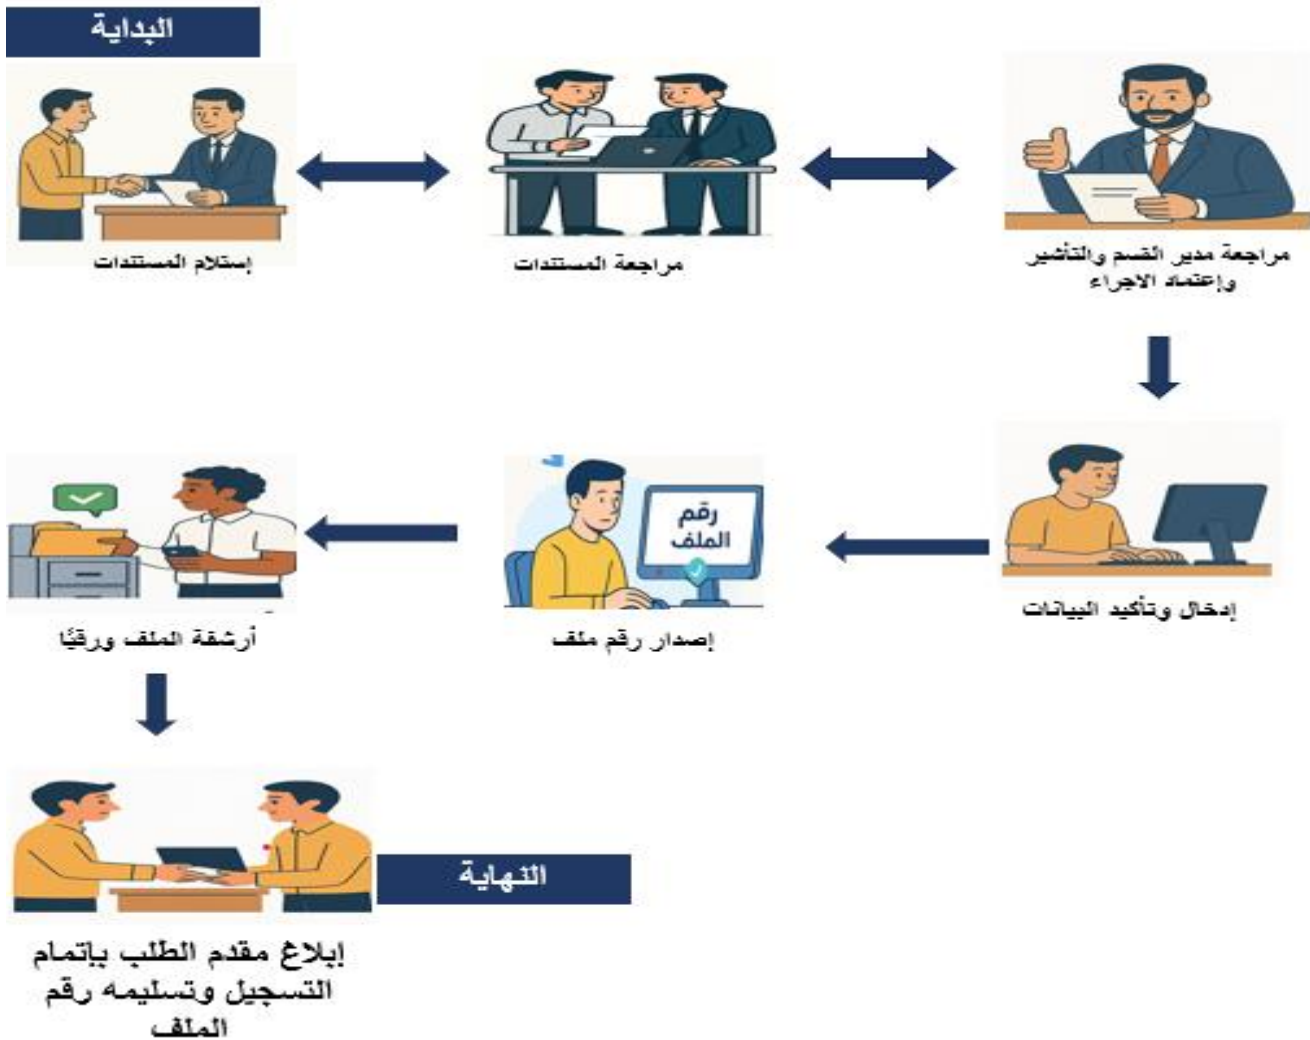 البداية
إستلام المستندات
مراجعة المستندات
مراجعة مدير القسم والتأشير
وإعتماد الاجراء
إدخال وتأكيد البيانات
رقم
الملف
إصدار رقم ملف
أرشفة الملف ورقيًا
إبلاغ مقدم الطلب بإتمام
التسجيل وتسليمه رقم
الملف
النهاية